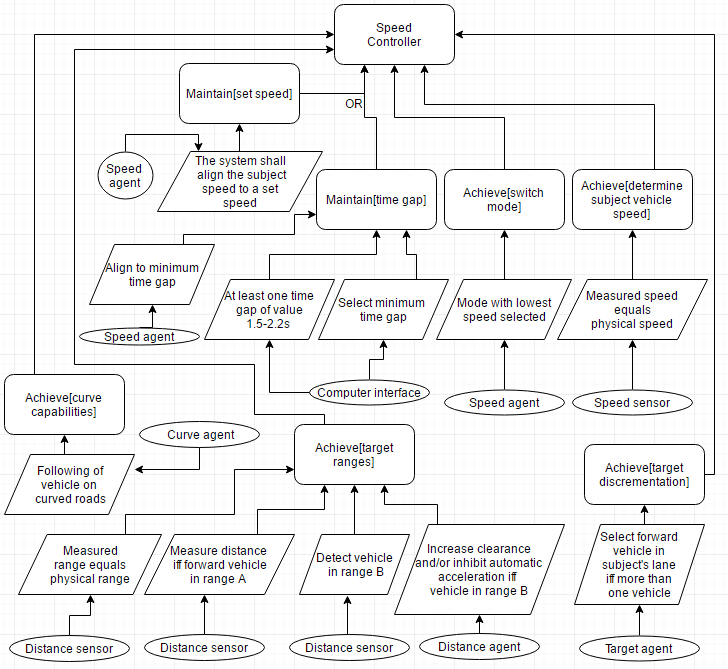 Speed
Controller
Maintain[set speed]
OR
Speed
agent
The system shall
align the subject
speed to a set
speed
Maintain[time gap]
Achieve[switch
mode]
Achieve[determine
subject vehicle
speed]
Align to minimum
time gap
Speed agent
At least one time
gap of value
1.5-2.2s
Select minimum
time gap
Mode with lowest
speed selected
Measured speed
equals
physical speed
Computer interface
Speed agent
Speed sensor
Achieve[curve
capabilities]
Curve agent
Achieve[target
ranges]
Following of
vehicle on
curved roads
Achieve[target
discrementation]
Measured
range equals
physical range
Measure distance
iff forward vehicle
in range A
Detect vehicle
in range B
Increase clearance
and/or inhibit automatic
acceleration iff
vehicle in range B
Select forward
vehicle in
subject's lane
iff more than
one vehicle
Distance sensor
Distance sensor
Distance sensor
Distance agent
Target agent